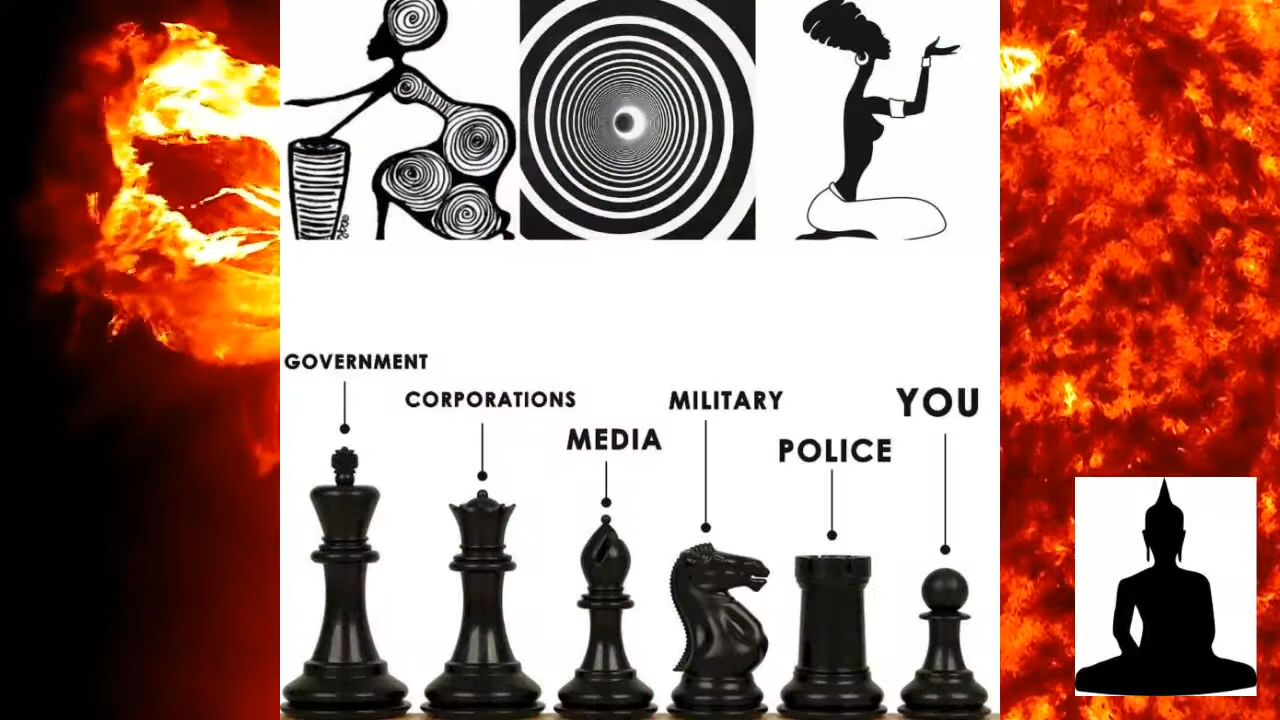 GOVERNMENT
CORPORATIONS
MILITARY
YOU
MEDIA
POLICE